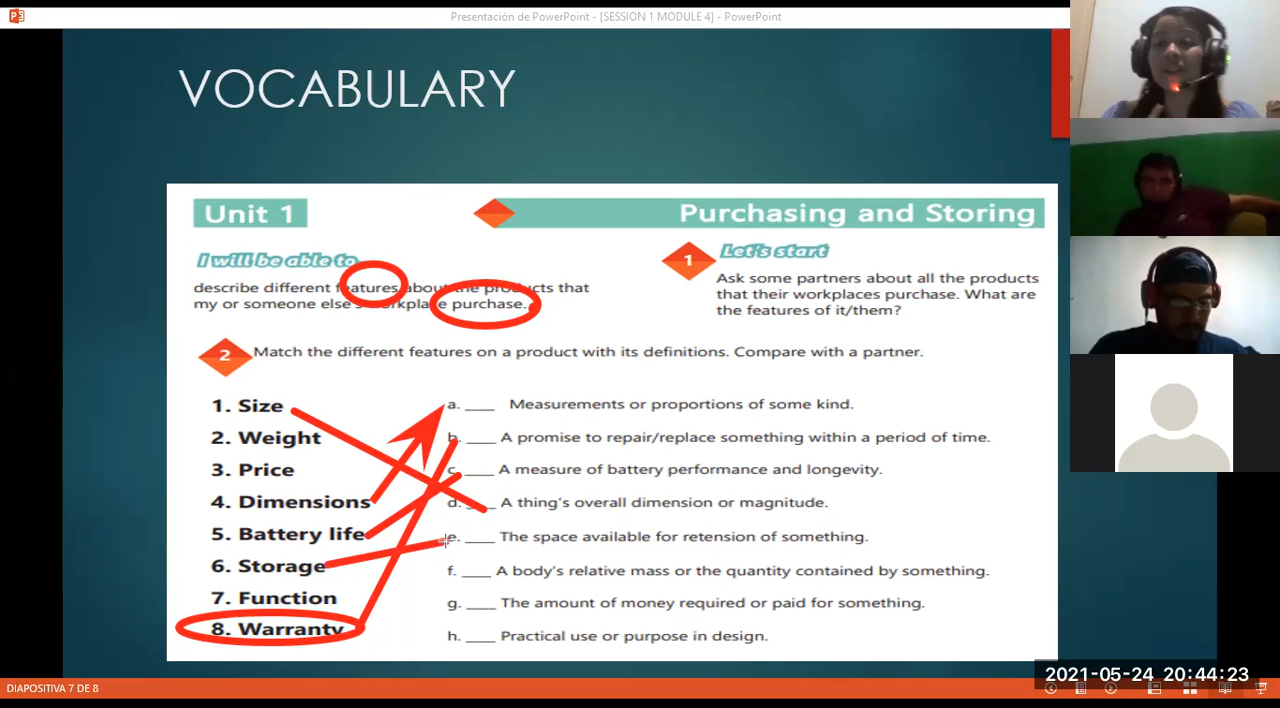 Presentación de PowerPoint - [SESSION 1 MODULE 4] - PowerPoint
VOCABULARY
Unit 1
Purchasing and Storing
I will be able to
describe different features about the products that
my or someone else's workplace purchase.
1
Let's start
Ask some partners about all the products
that their workplaces purchase. What are
the features of it/them?
2
Match the different features on a product with its definitions. Compare with a partner.
1. Size
2. Weight
3. Price
4. Dimensions
5. Battery life
6. Storage
7. Function
8. Warranty
a. ____ Measurements or proportions of some kind.
b. ____ A promise to repair/replace something within a period of time.
c. ____ A measure of battery performance and longevity.
d. ____ A thing's overall dimension or magnitude.
e. ____ The space available for retension of something.
f. ____ A body's relative mass or the quantity contained by something.
g. ____ The amount of money required or paid for something.
h. ____ Practical use or purpose in design.
2021-05-24 20:44:23
DIAPOSITIVA 7 DE 8